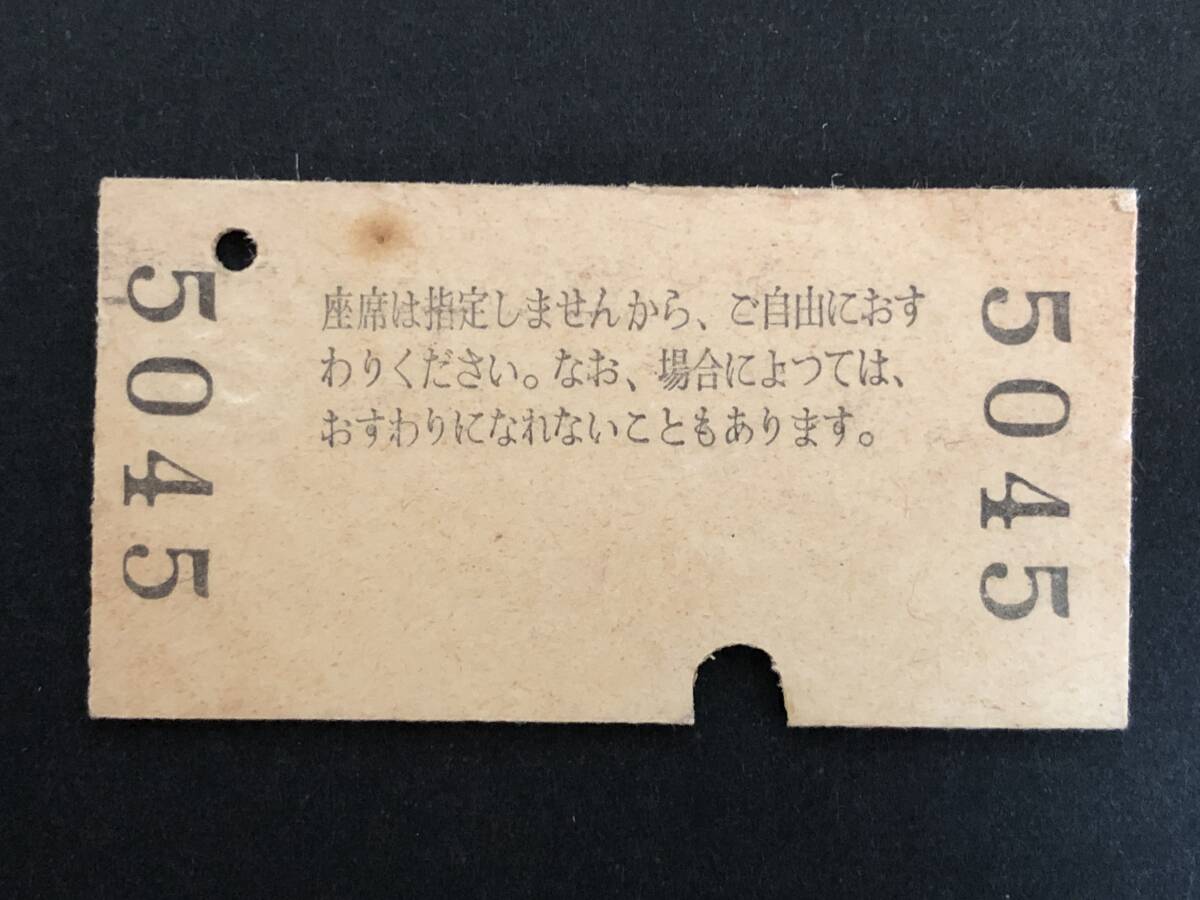 5045
座席は指定しませんから、ご自由におす
わりください。なお、場合によつては、
おすわりになれないこともあります。
5045